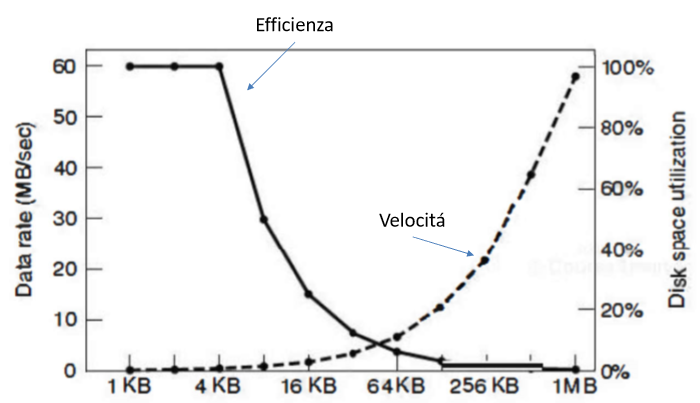 Efficienza
60
50
40
30
20
10
0
Data rate (MB/sec)
Velocitá
100%
80%
60%
40%
20%
0%
Disk space utilization
1 KB
4 KB
16 KB
64KB
256 KB
1MB